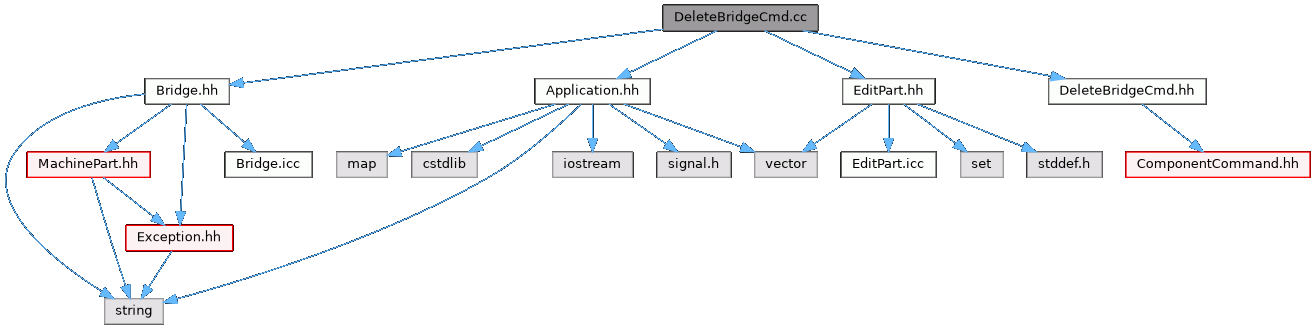 DeleteBridgeCmd.cc
Bridge.hh
Application.hh
EditPart.hh
DeleteBridgeCmd.hh
MachinePart.hh
Bridge.icc
map
cstdlib
iostream
signal.h
vector
EditPart.icc
set
stddef.h
ComponentCommand.hh
Exception.hh
string